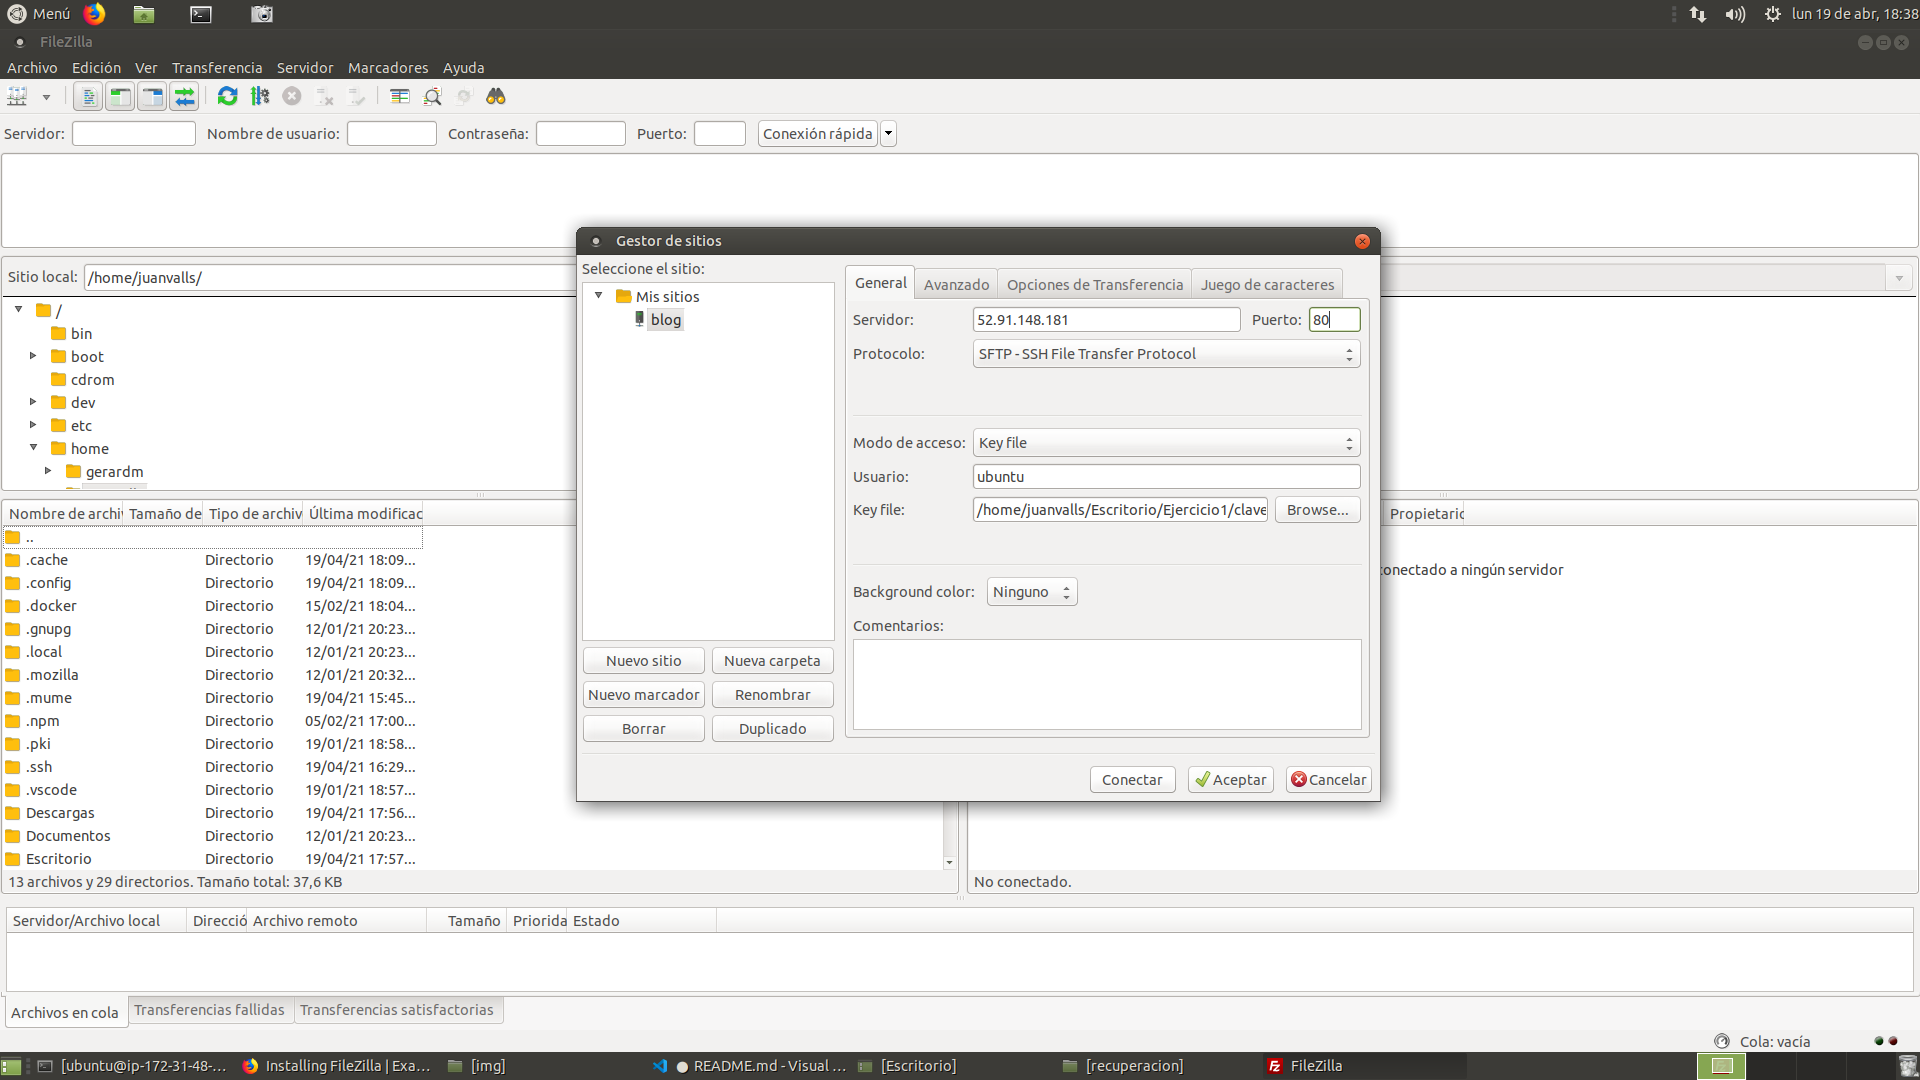 Menú
lun 19 de abr, 18:38
FileZilla
Archivo Edición Ver Transferencia Servidor Marcadores Ayuda
Servidor: Nombre de usuario: Contraseña: Puerto: Conexión rápida
Sitio local: /home/juanvalls/
/
bin
boot
cdrom
dev
etc
home
gerardm
Nombre de archi Tamaño de Tipo de archiv Última modificac
..
.cache Directorio 19/04/21 18:09...
.config Directorio 19/04/21 18:09...
.docker Directorio 15/02/21 18:04...
.gnupg Directorio 12/01/21 20:23...
.local Directorio 12/01/21 20:23...
.mozilla Directorio 12/01/21 20:32...
.mume Directorio 19/04/21 15:45...
.npm Directorio 05/02/21 17:00...
.pki Directorio 19/01/21 18:58...
.ssh Directorio 19/04/21 16:29...
.vscode Directorio 19/01/21 18:57...
Descargas Directorio 19/04/21 17:56...
Documentos Directorio 12/01/21 20:23...
Escritorio Directorio 19/04/21 17:57...
13 archivos y 29 directorios. Tamaño total: 37,6 KB
Gestor de sitios
Seleccione el sitio:
Mis sitios
blog
Nuevo sitio Nueva carpeta
Nuevo marcador Renombrar
Borrar Duplicado
General Avanzado Opciones de Transferencia Juego de caracteres
Servidor: 52.91.148.181 Puerto: 80
Protocolo: SFTP - SSH File Transfer Protocol
Modo de acceso: Key file
Usuario: ubuntu
Key file: /home/juanvalls/Escritorio/Ejercicio1/clave Browse...
Background color: Ninguno
Comentarios:
Conectar Aceptar Cancelar
Propietaric
conectado a ningún servidor
No conectado.
Servidor/Archivo local Direcció Archivo remoto Tamaño Priorida Estado
Archivos en cola Transferencias fallidas Transferencias satisfactorias
Cola: vacía
[ubuntu@ip-172-31-48-... Installing FileZilla | Exa... [img] README.md - Visual ... [Escritorio] [recuperacion] FileZilla